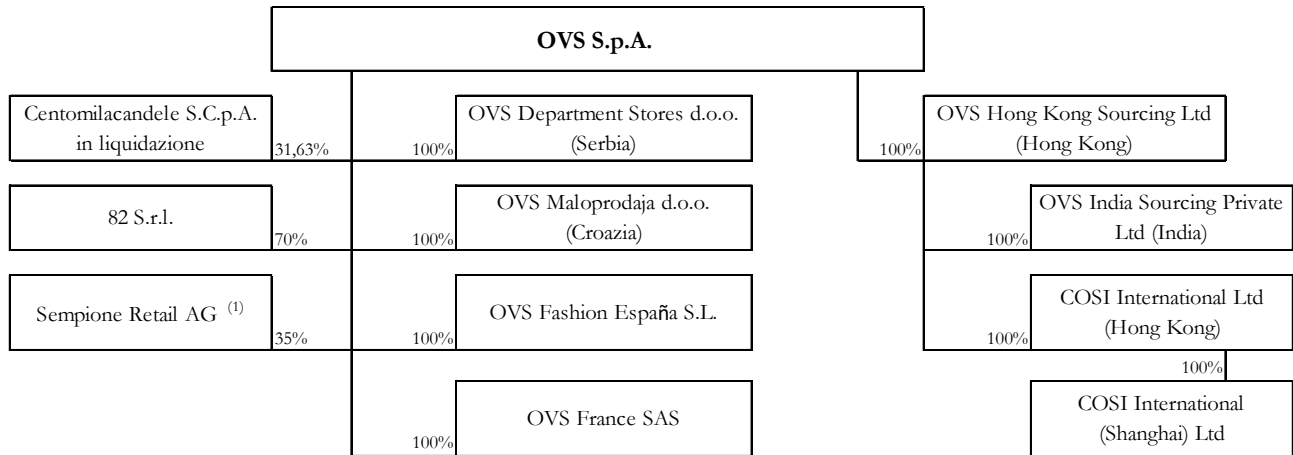 OVS S.p.A.
Centomilacandele S.C.p.A.
in liquidazione
31,63%
100%
OVS Department Stores d.o.o.
(Serbia)
100%
OVS Hong Kong Sourcing Ltd
(Hong Kong)
82 S.r.l.
70%
100%
OVS Maloprodaja d.o.o.
(Croazia)
100%
OVS India Sourcing Private
Ltd (India)
Sempione Retail AG (1)
35%
100%
OVS Fashion España S.L.
100%
COSI International Ltd
(Hong Kong)
100%
100%
OVS France SAS
COSI International
(Shanghai) Ltd